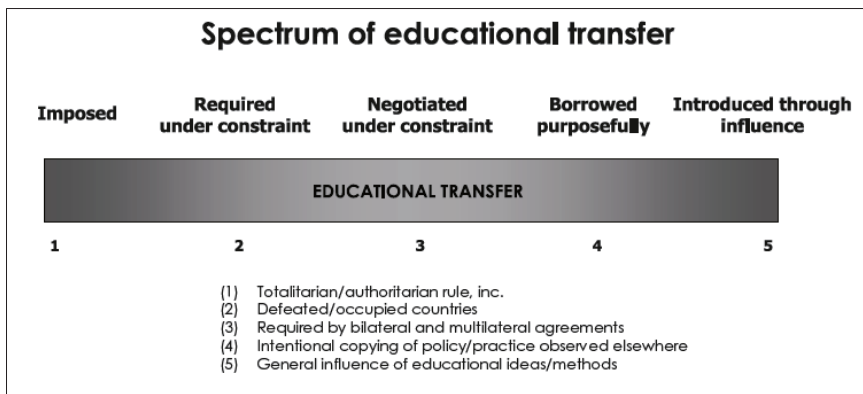 Spectrum of educational transfer
Imposed
Required
under constraint
Negotiated
under constraint
Borrowed
purposefully
Introduced through
influence
EDUCATIONAL TRANSFER
1 2 3 4 5
(1) Totalitarian/authoritarian rule, inc.
(2) Defeated/occupied countries
(3) Required by bilateral and multilateral agreements
(4) Intentional copying of policy/practice observed elsewhere
(5) General influence of educational ideas/methods